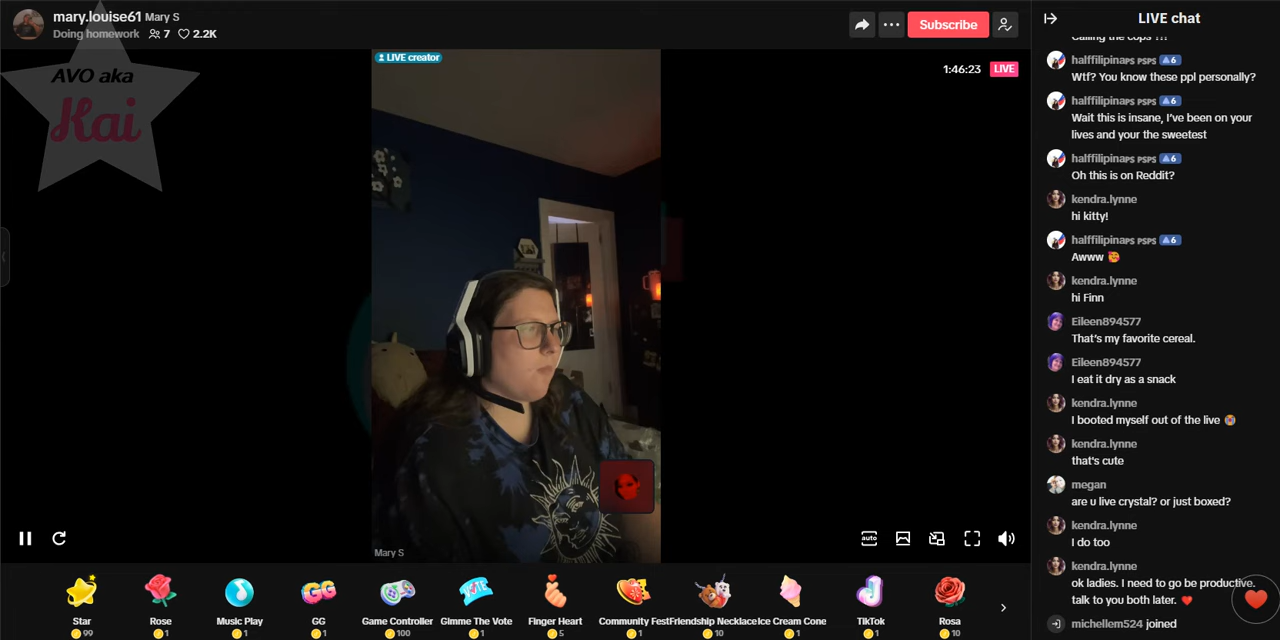 mary.louise61 Mary S
Doing homework 7 2.2K
Subscribe
AVO aka
Kai
LIVE creator
1:46:23 LIVE
Mary S
auto
Star
99
Rose
1
Music Play
1
GG
1
Game Controller
100
Gimme The Vote
1
Finger Heart
5
Community Fest
1
Friendship Necklace
10
Ice Cream Cone
1
TikTok
1
Rosa
10
LIVE chat
Calling the cops ???
halffilipinaPS PSPS 6
Wtf? You know these ppl personally?
halffilipinaPS PSPS 6
Wait this is insane, I've been on your
lives and your the sweetest
halffilipinaPS PSPS 6
Oh this is on Reddit?
kendra.lynne
hi kitty!
halffilipinaPS PSPS 6
Awww
kendra.lynne
hi Finn
Eileen894577
That's my favorite cereal.
Eileen894577
I eat it dry as a snack
kendra.lynne
I booted myself out of the live
kendra.lynne
that's cute
megan
are u live crystal? or just boxed?
kendra.lynne
I do too
kendra.lynne
ok ladies. I need to go be productive.
talk to you both later.
michellem524 joined